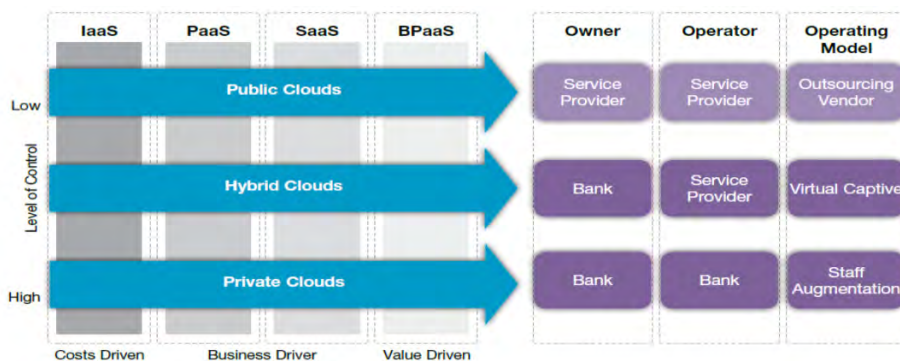 IaaS PaaS SaaS BPaaS Owner Operator Operating
Model
Low
Public Clouds
Service
Provider
Service
Provider
Outsourcing
Vendor
Level of Control
Hybrid Clouds
Bank
Service
Provider
Virtual Captive
High
Private Clouds
Bank
Bank
Staff
Augmentation
Costs Driven Business Driver Value Driven